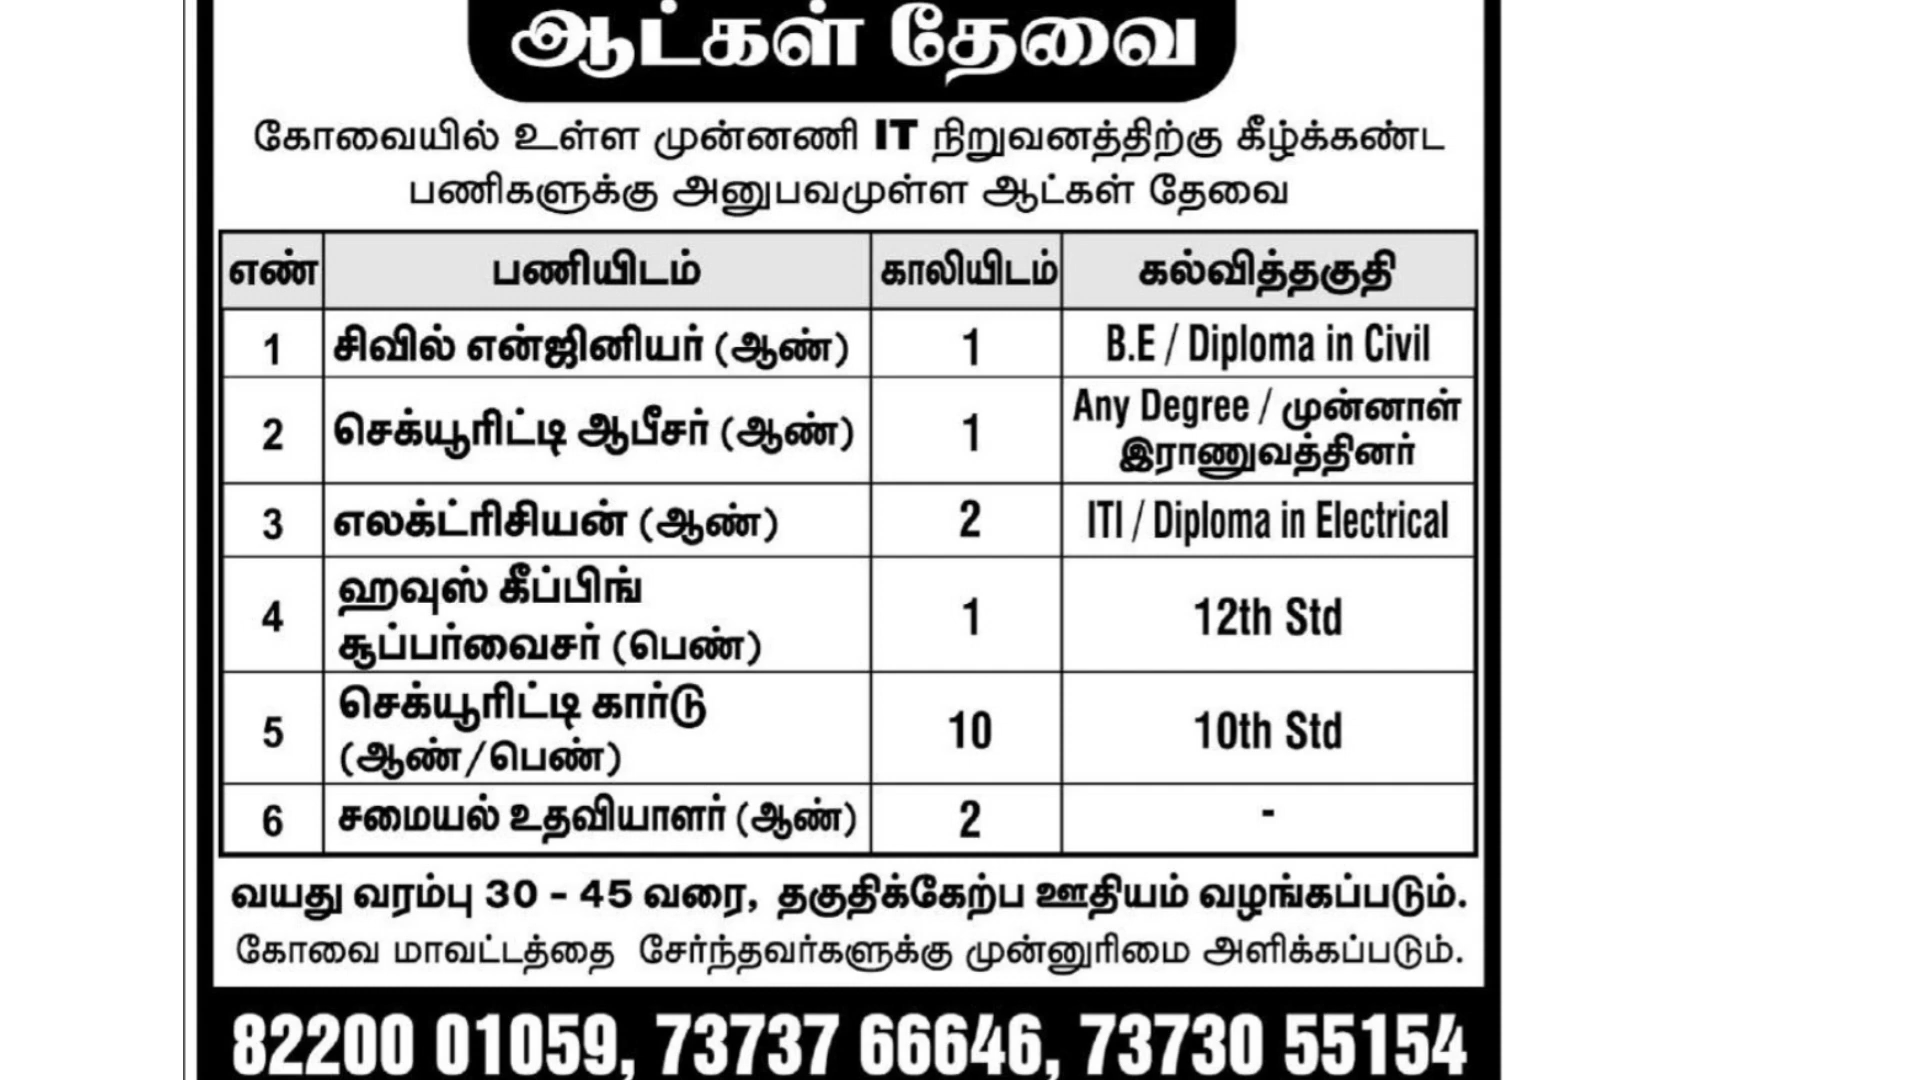 ஆட்கள் தேவை
கோவையில் உள்ள முன்னணி IT நிறுவனத்திற்கு கீழ்க்கண்ட
பணிகளுக்கு அனுபவமுள்ள ஆட்கள் தேவை
எண் பணியிடம் காலியிடம் கல்வித்தகுதி
1 சிவில் என்ஜினியர் (ஆண்) 1 B.E / Diploma in Civil
2 செக்யூரிட்டி ஆபீசர் (ஆண்) 1 Any Degree / முன்னாள்
இராணுவத்தினர்
3 எலக்ட்ரிசியன் (ஆண்) 2 ITI / Diploma in Electrical
4 ஹவுஸ் கீப்பிங்
சூப்பர்வைசர் (பெண்) 1 12th Std
5 செக்யூரிட்டி கார்டு
(ஆண்/பெண்) 10 10th Std
6 சமையல் உதவியாளர் (ஆண்) 2 -
வயது வரம்பு 30 - 45 வரை, தகுதிக்கேற்ப ஊதியம் வழங்கப்படும்.
கோவை மாவட்டத்தை சேர்ந்தவர்களுக்கு முன்னுரிமை அளிக்கப்படும்.
82200 01059, 73737 66646, 73730 55154